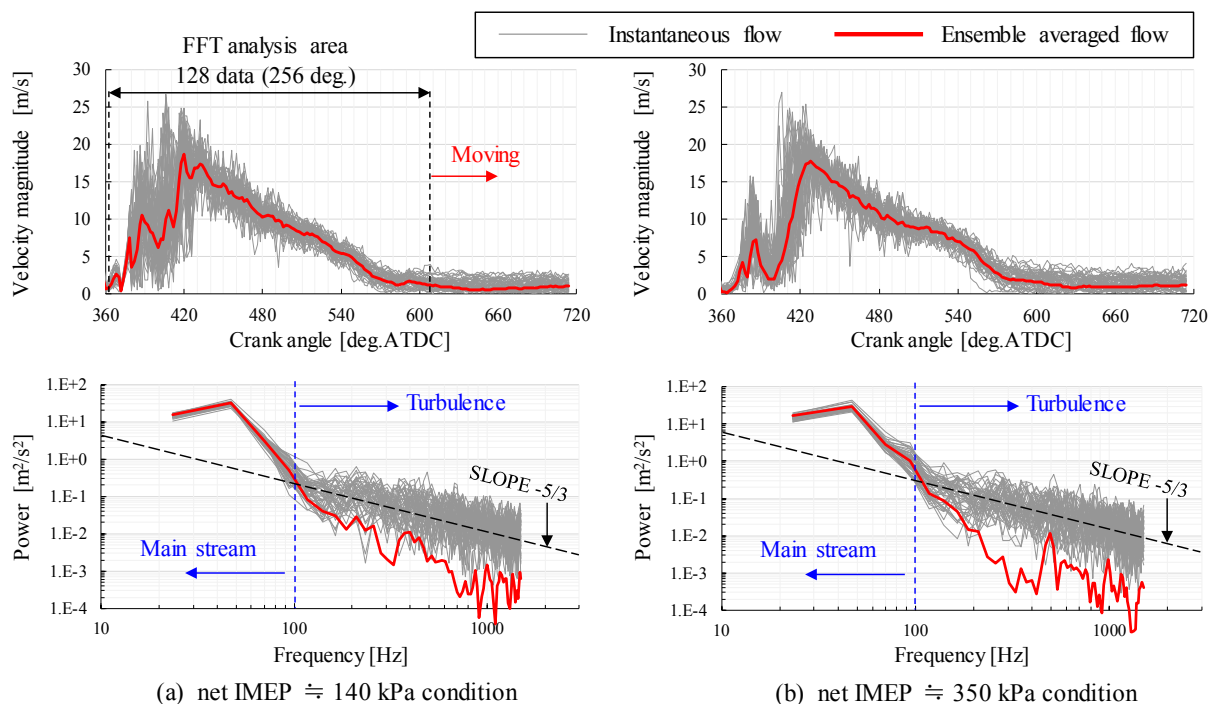 Instantaneous flow
Ensemble averaged flow
FFT analysis area
128 data (256 deg.)
Velocity magnitude [m/s]
30
25
20
15
10
5
0
Moving
360 420 480 540 600 660 720
Crank angle [deg.ATDC]
Velocity magnitude [m/s]
30
25
20
15
10
5
0
360 420 480 540 600 660 720
Crank angle [deg.ATDC]
Power [m²/s²]
1.E+2
1.E+1
1.E+0
1.E-1
1.E-2
1.E-3
1.E-4
Turbulence
SLOPE -5/3
Main stream
10 100 1000
Frequency [Hz]
(a) net IMEP ≒ 140 kPa condition
Power [m²/s²]
1.E+2
1.E+1
1.E+0
1.E-1
1.E-2
1.E-3
1.E-4
Turbulence
SLOPE -5/3
Main stream
10 100 1000
Frequency [Hz]
(b) net IMEP ≒ 350 kPa condition